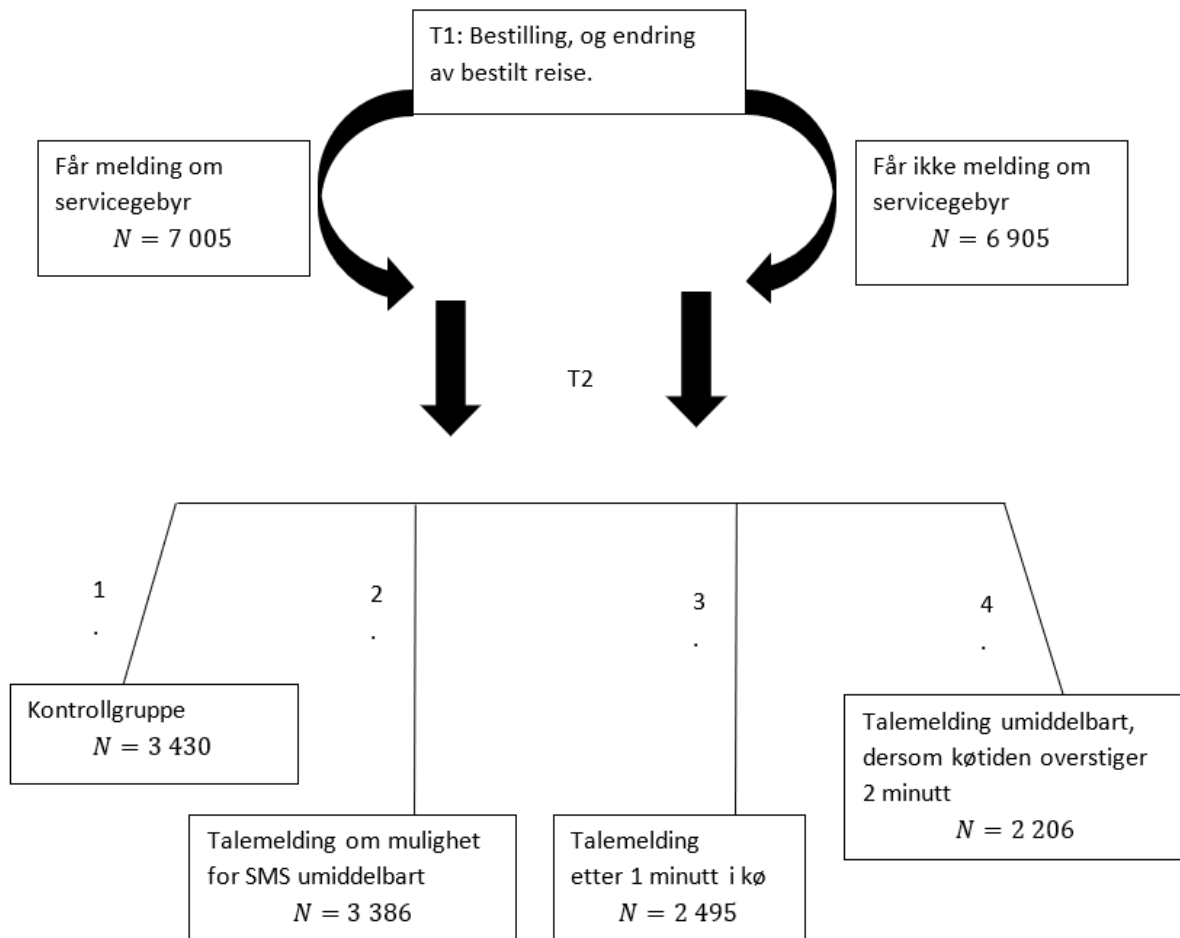 T1: Bestilling, og endring
av bestilt reise.
Får melding om
servicegebyr
N = 7 005
Får ikke melding om
servicegebyr
N = 6 905
T2
1
.
2
.
3
.
4
.
Kontrollgruppe
N = 3 430
Talemelding om mulighet
for SMS umiddelbart
N = 3 386
Talemelding
etter 1 minutt i kø
N = 2 495
Talemelding umiddelbart,
dersom køtiden overstiger
2 minutt
N = 2 206